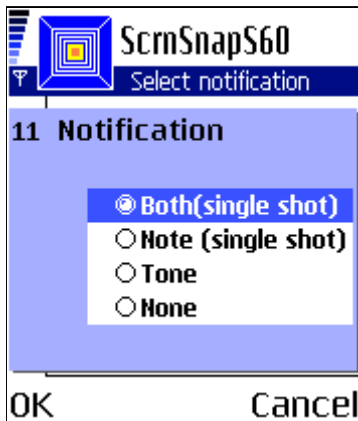 ScrnSnapS60
Select notification
11 Notification
Both(single shot)
Note (single shot)
Tone
None
OK Cancel